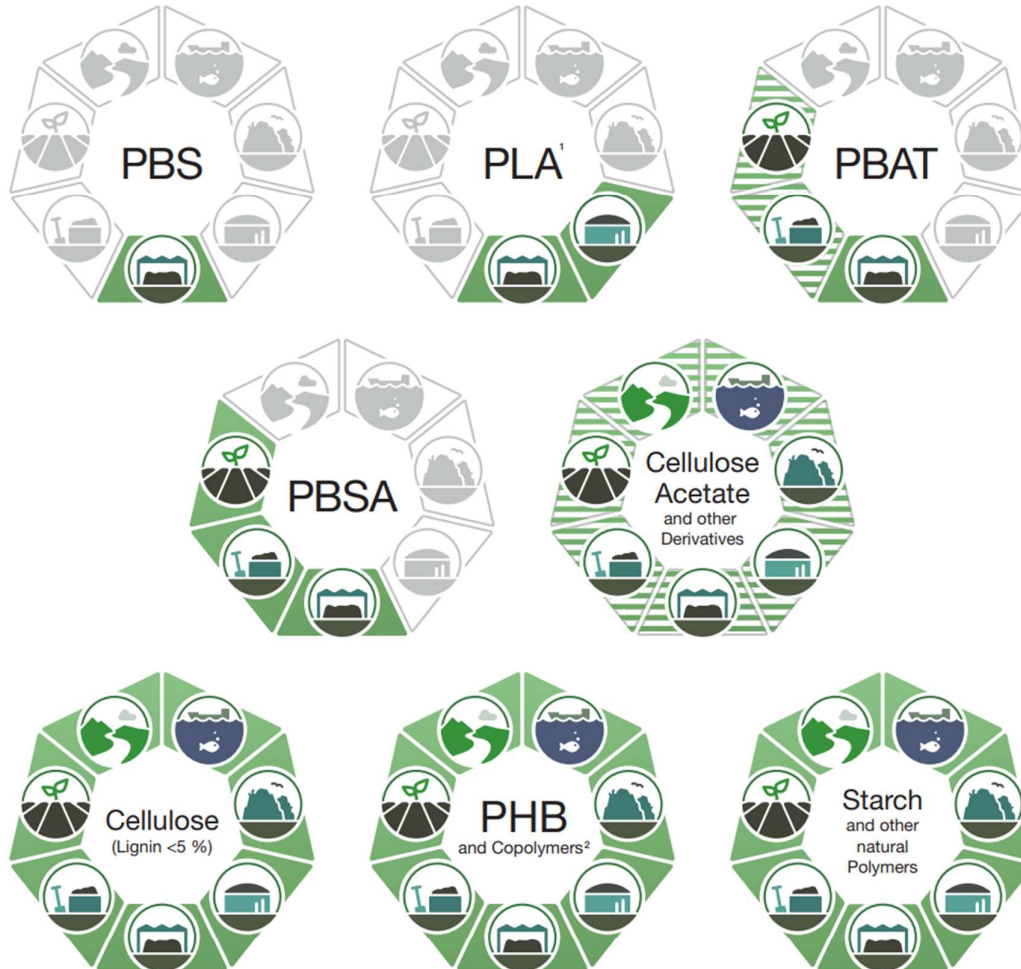 PBS
PLA¹
PBAT
PBSA
Cellulose
Acetate
and other
Derivatives
Cellulose
(Lignin <5 %)
PHB
and Copolymers²
Starch
and other
natural
Polymers